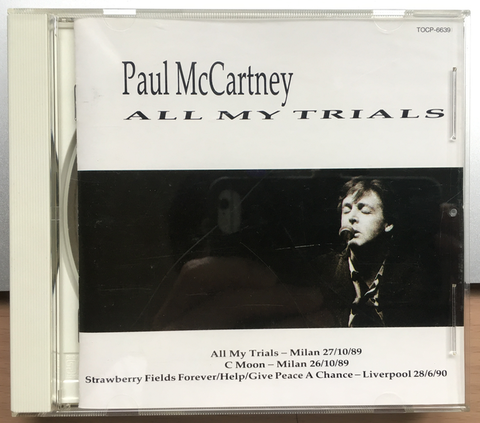 TOCP-6639
Paul McCartney
ALL MY TRIALS
All My Trials – Milan 27/10/89
C Moon – Milan 26/10/89
Strawberry Fields Forever/Help/Give Peace A Chance – Liverpool 28/6/90